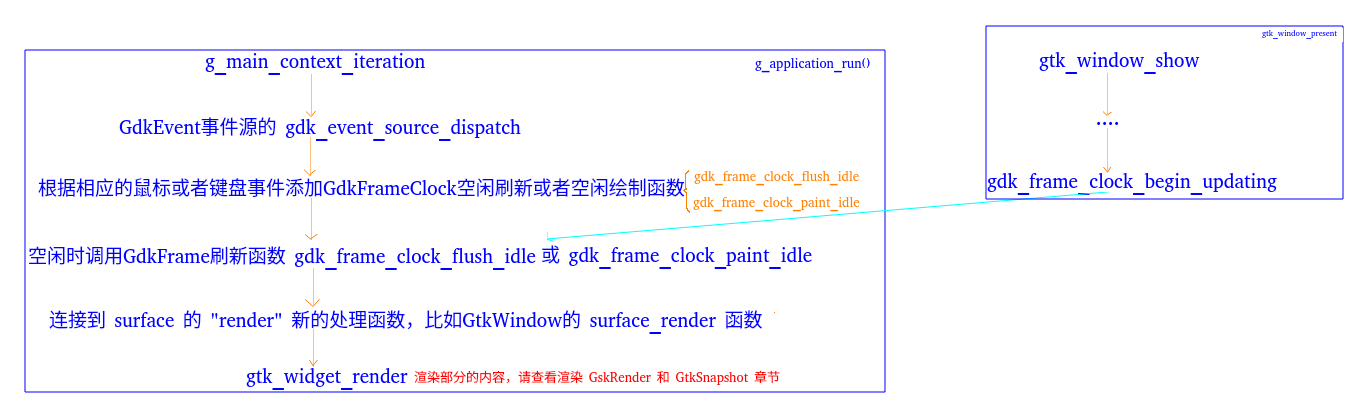 g_main_context_iteration
g_application_run()
GdkEvent事件源的 gdk_event_source_dispatch
根据相应的鼠标或者键盘事件添加GdkFrameClock空闲刷新或者空闲绘制函数
gdk_frame_clock_flush_idle
gdk_frame_clock_paint_idle
空闲时调用GdkFrame刷新函数 gdk_frame_clock_flush_idle 或 gdk_frame_clock_paint_idle
连接到 surface 的 "render" 新的处理函数，比如GtkWindow的 surface_render 函数
gtk_widget_render 渲染部分的内容，请查看渲染 GskRender 和 GtkSnapshot 章节
gtk_window_present
gtk_window_show
....
gdk_frame_clock_begin_updating